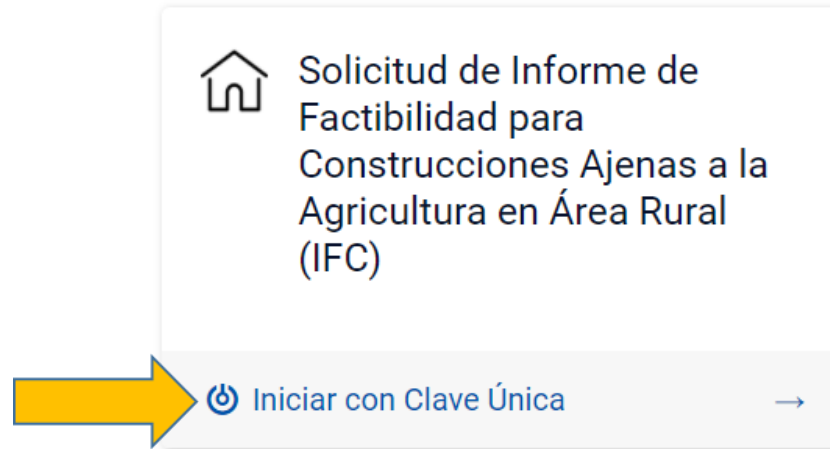 Solicitud de Informe de
Factibilidad para
Construcciones Ajenas a la
Agricultura en Área Rural
(IFC)
Iniciar con Clave Única →